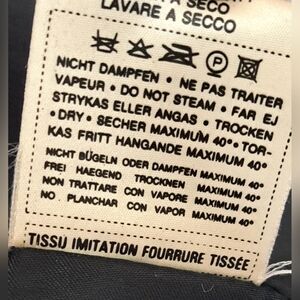 A SECO
LAVARE A SECCO
P
NICHT DAMPFEN • NE PAS TRAITER
VAPEUR • DO NOT STEAM • FAR EJ
STRYKAS ELLER ANGAS • TROCKEN
• DRY • SECHER MAXIMUM 40° • TOR-
KAS FRITT HANGANDE MAXIMUM 40°
NICHT BÜGELN ODER DAMPFEN MAXIMUM 40°
FREI HAEGEND TROCKNEN MAXIMUM 40°
NON TRATTARE CON VAPORE MAXIMUM 40°
NO PLANCHAR CON VAPOR MAXIMUM 40°
TISSU IMITATION FOURRURE TISSÉE